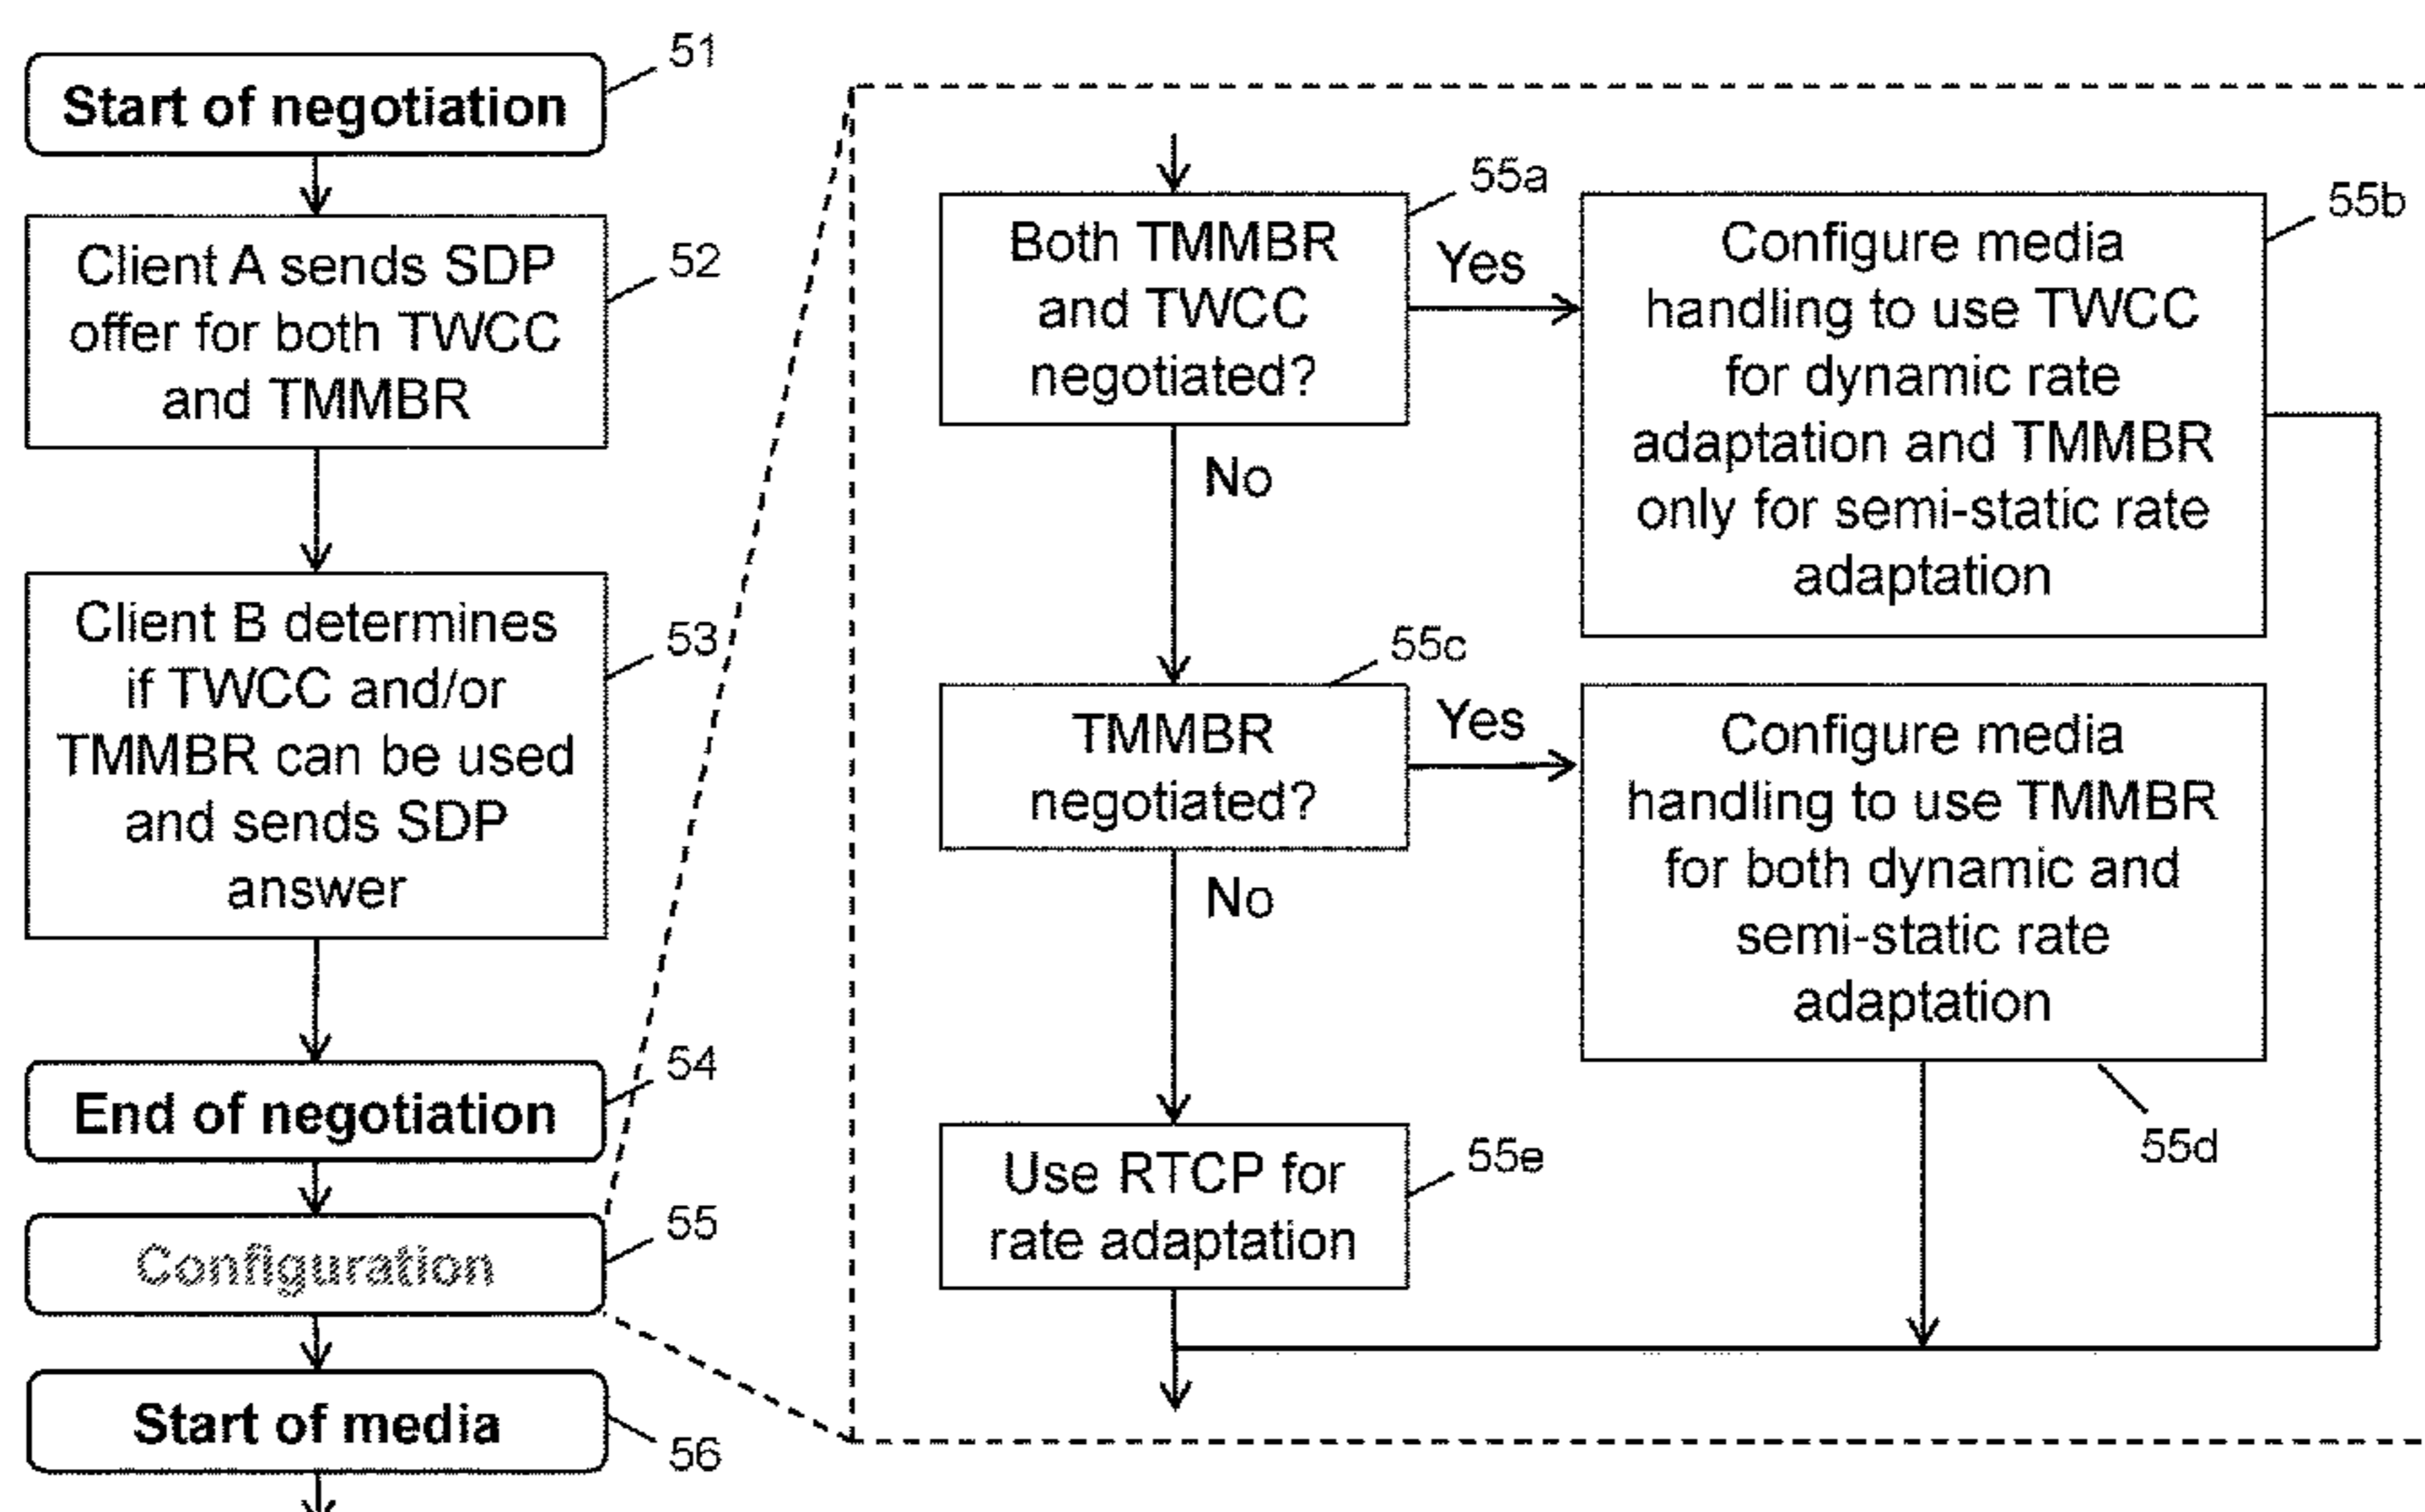 Start of negotiation
51
Client A sends SDP
offer for both TWCC
and TMMBR
52
Client B determines
if TWCC and/or
TMMBR can be used
and sends SDP
answer
53
End of negotiation
54
Configuration
55
Start of media
56
Both TMMBR
and TWCC
negotiated?
55a
Yes
No
Configure media
handling to use TWCC
for dynamic rate
adaptation and TMMBR
only for semi-static rate
adaptation
55b
TMMBR
negotiated?
55c
Yes
No
Configure media
handling to use TMMBR
for both dynamic and
semi-static rate
adaptation
55d
Use RTCP for
rate adaptation
55e